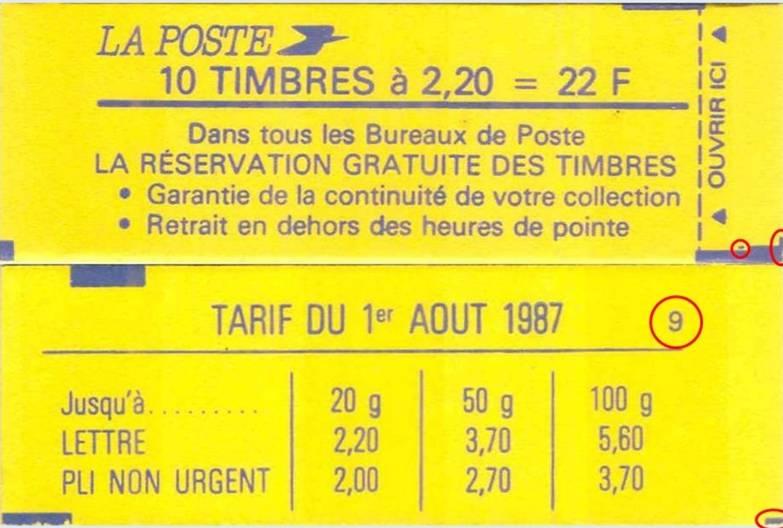 LA POSTE
10 TIMBRES à 2,20 = 22 F
Dans tous les Bureaux de Poste
LA RÉSERVATION GRATUITE DES TIMBRES
• Garantie de la continuité de votre collection
• Retrait en dehors des heures de pointe
▲ OUVRIR ICI ▲
TARIF DU 1er AOUT 1987 9
Jusqu'à......... 20 g 50 g 100 g
LETTRE 2,20 3,70 5,60
PLI NON URGENT 2,00 2,70 3,70